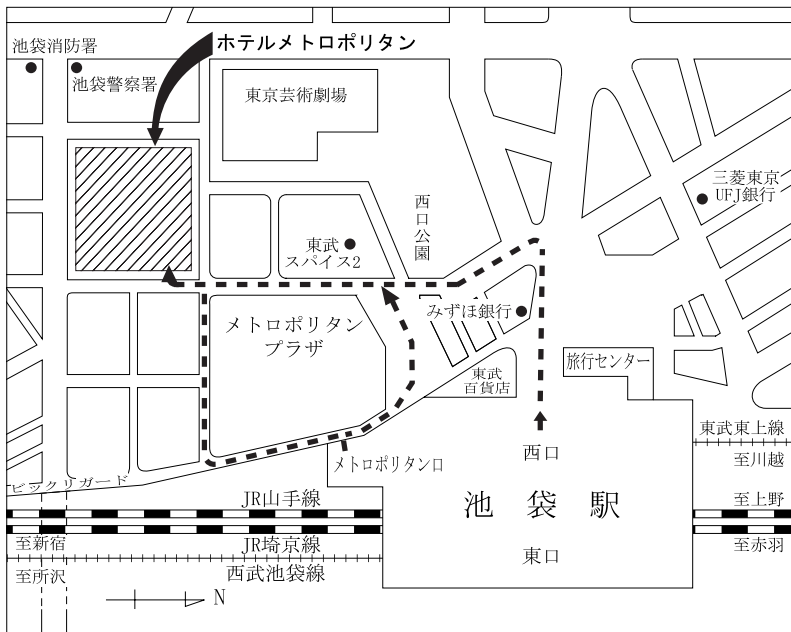 ホテルメトロポリタン
池袋消防署
池袋警察署
東京芸術劇場
三菱東京
UFJ銀行
西口公園
東武
スパイス2
みずほ銀行
メトロポリタン
プラザ
旅行センター
東武
百貨店
東武東上線
西口
至川越
メトロポリタン口
ビックリガード
JR山手線
池袋駅
至上野
至新宿
JR埼京線
東口
至赤羽
至所沢
西武池袋線
N